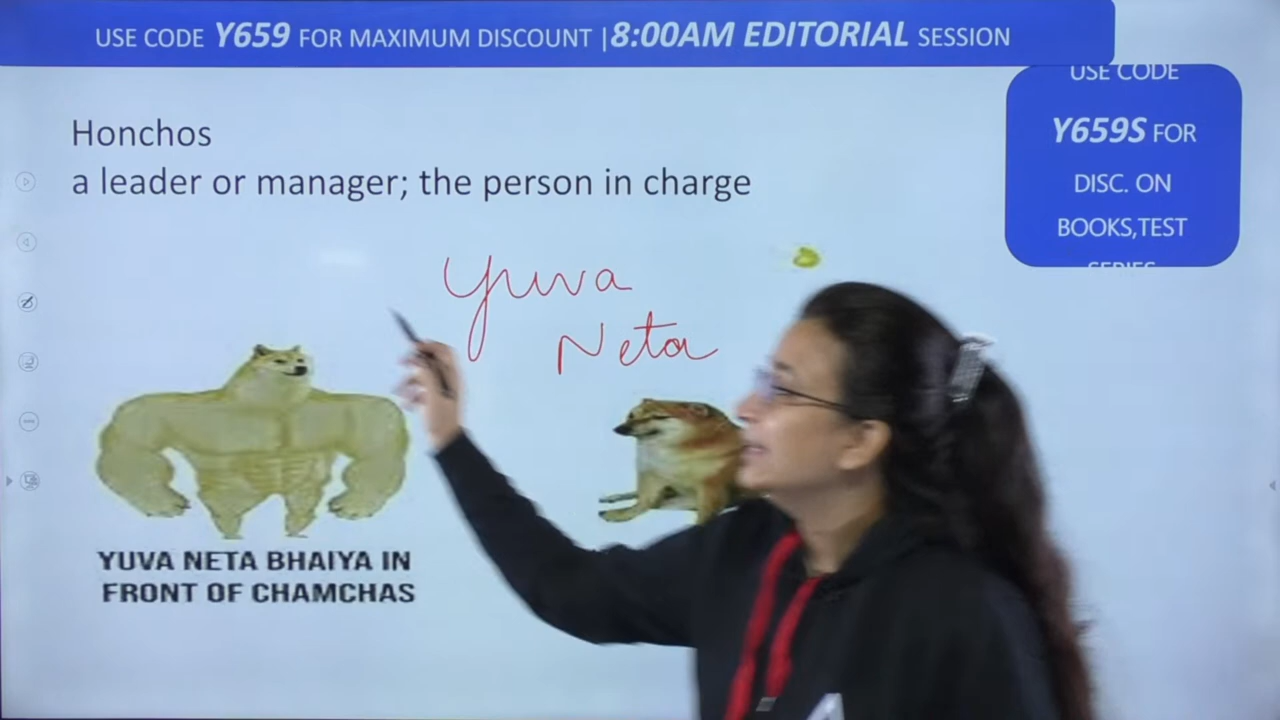 USE CODE Y659 FOR MAXIMUM DISCOUNT |8:00AM EDITORIAL SESSION
USE CODE
Y659S FOR
DISC. ON
BOOKS,TEST
SERIES
Honchos
a leader or manager; the person in charge
Yuva
Neta
YUVA NETA BHAIYA IN
FRONT OF CHAMCHAS